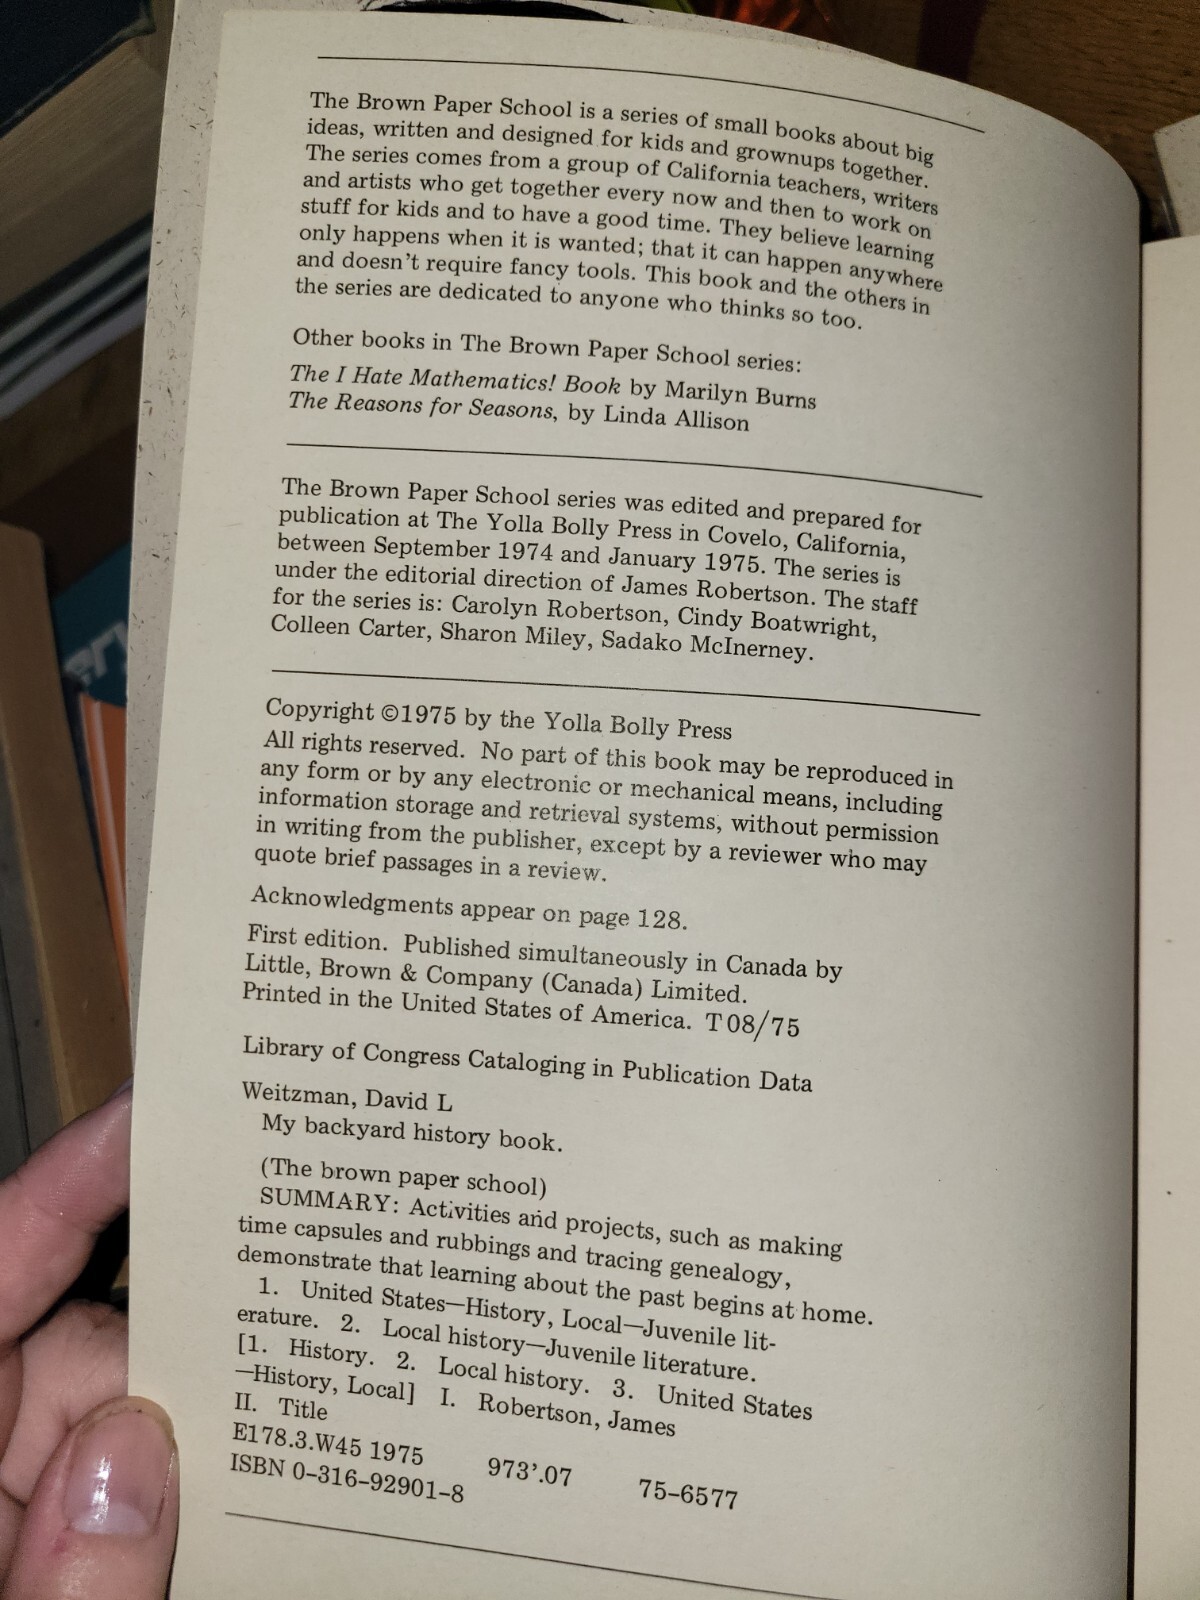 The Brown Paper School is a series of small books about big
ideas, written and designed for kids and grownups together.
The series comes from a group of California teachers, writers
and artists who get together every now and then to work on
stuff for kids and to have a good time. They believe learning
only happens when it is wanted; that it can happen anywhere
and doesn't require fancy tools. This book and the others in
the series are dedicated to anyone who thinks so too.
Other books in The Brown Paper School series:
The I Hate Mathematics! Book by Marilyn Burns
The Reasons for Seasons, by Linda Allison
The Brown Paper School series was edited and prepared for
publication at The Yolla Bolly Press in Covelo, California,
between September 1974 and January 1975. The series is
under the editorial direction of James Robertson. The staff
for the series is: Carolyn Robertson, Cindy Boatwright,
Colleen Carter, Sharon Miley, Sadako McInerney.
Copyright ©1975 by the Yolla Bolly Press
All rights reserved. No part of this book may be reproduced in
any form or by any electronic or mechanical means, including
information storage and retrieval systems, without permission
in writing from the publisher, except by a reviewer who may
quote brief passages in a review.
Acknowledgments appear on page 128.
First edition. Published simultaneously in Canada by
Little, Brown & Company (Canada) Limited.
Printed in the United States of America. T 08/75
Library of Congress Cataloging in Publication Data
Weitzman, David L
My backyard history book.
(The brown paper school)
SUMMARY: Activities and projects, such as making
time capsules and rubbings and tracing genealogy,
demonstrate that learning about the past begins at home.
1. United States—History, Local—Juvenile lit-
erature. 2. Local history—Juvenile literature.
[1. History. 2. Local history. 3. United States
—History, Local] I. Robertson, James
II. Title
E178.3.W45 1975 973'.07 75-6577
ISBN 0-316-92901-8